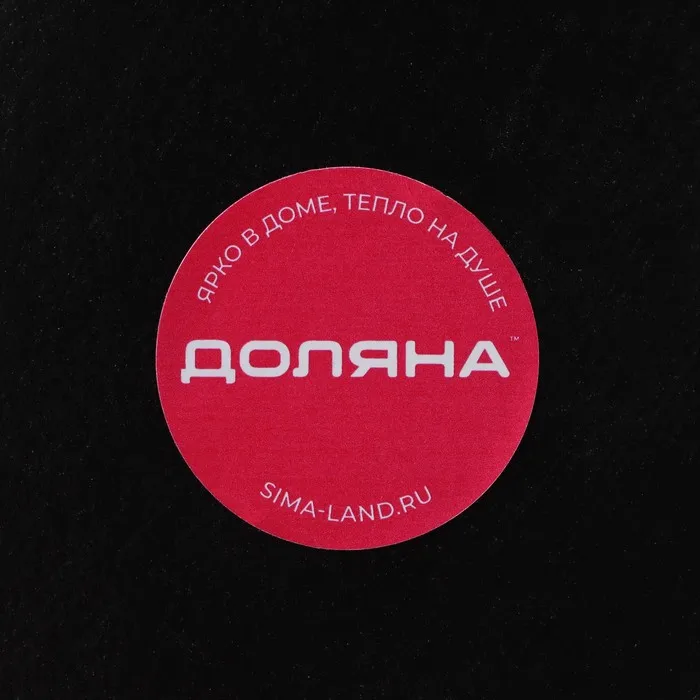 ЯРКО В ДОМЕ, ТЕПЛО НА ДУШЕ
ДОЛЯНА™
SIMA-LAND.RU